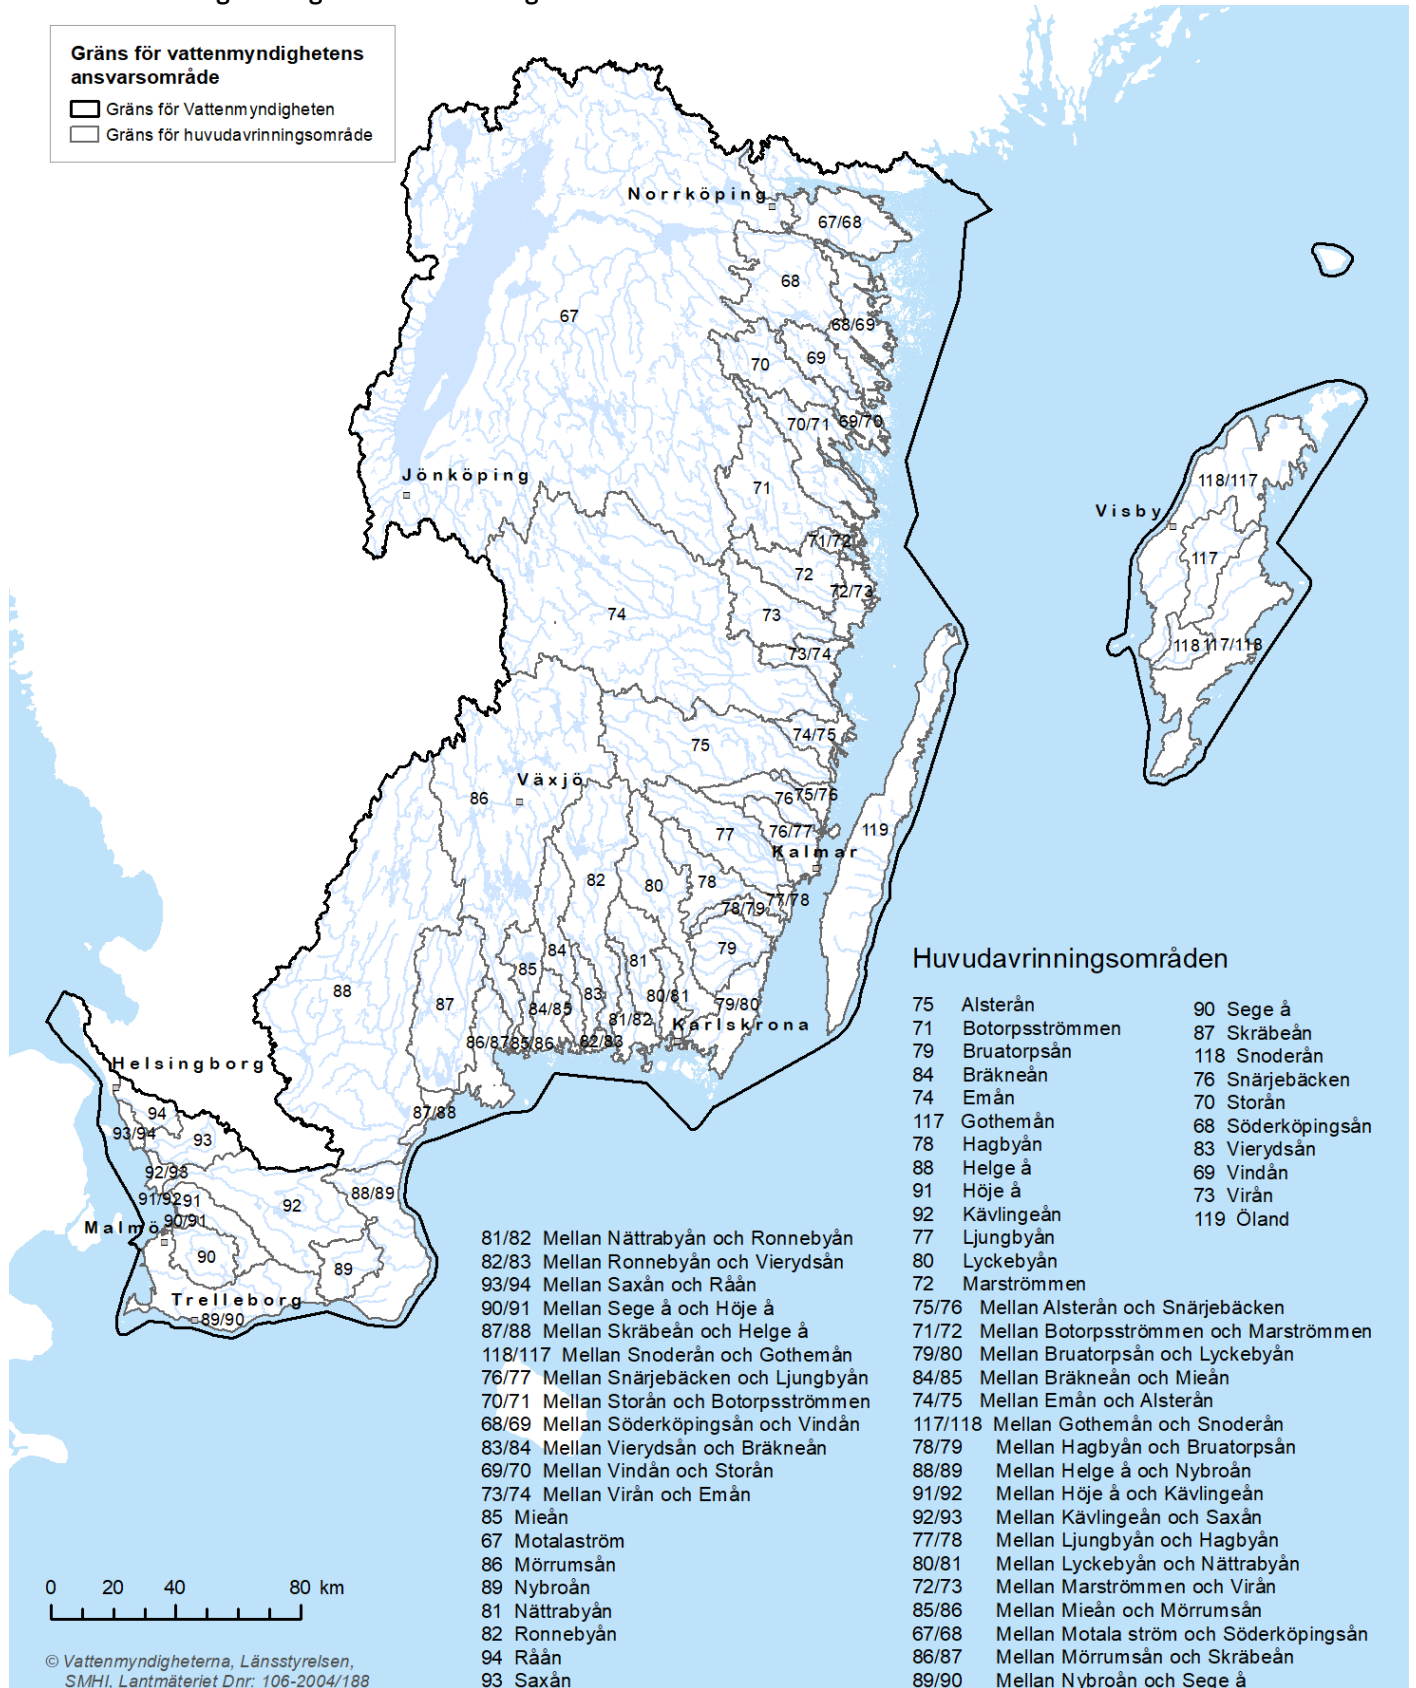 Gräns för vattenmyndighetens
ansvarsområde
Gräns för Vattenmyndigheten
Gräns för huvudavrinningsområde
Norrköping
67/68
68
67
68/69
69
70
70/71
69/70
Jönköping
71
118/117
Visby
71/72
117
72
72/73
74
73
73/74
118
117/118
74/75
75
Växjö
86
76
75/76
77
76/77
119
Kalmar
82
80
78
77/78
78/79
79
84
81
85
88
87
83
80/81
79/80
84/85
81/82
Karlskrona
86/87
85/86
82/83
Helsingborg
94
87/88
93/94
93
92/93
88/89
91/92
91
92
Malmö
90/91
90
89
Trelleborg
89/90
Huvudavrinningsområden
75 Alsterån
71 Botorpsströmmen
79 Bruatorpsån
84 Bräkneån
74 Emån
117 Gothemån
78 Hagbyån
88 Helge å
91 Höje å
92 Kävlingeån
77 Ljungbyån
80 Lyckebyån
72 Marströmmen
75/76 Mellan Alsterån och Snärjebäcken
71/72 Mellan Botorpsströmmen och Marströmmen
79/80 Mellan Bruatorpsån och Lyckebyån
84/85 Mellan Bräkneån och Mieån
74/75 Mellan Emån och Alsterån
117/118 Mellan Gothemån och Snoderån
78/79 Mellan Hagbyån och Bruatorpsån
88/89 Mellan Helge å och Nybroån
91/92 Mellan Höje å och Kävlingeån
92/93 Mellan Kävlingeån och Saxån
77/78 Mellan Ljungbyån och Hagbyån
80/81 Mellan Lyckebyån och Nättrabyån
72/73 Mellan Marströmmen och Virån
85/86 Mellan Mieån och Mörrumsån
67/68 Mellan Motala ström och Söderköpingsån
86/87 Mellan Mörrumsån och Skräbeån
89/90 Mellan Nybroån och Sege å
81/82 Mellan Nättrabyån och Ronnebyån
82/83 Mellan Ronnebyån och Vierydsån
93/94 Mellan Saxån och Råån
90/91 Mellan Sege å och Höje å
87/88 Mellan Skräbeån och Helge å
118/117 Mellan Snoderån och Gothemån
76/77 Mellan Snärjebäcken och Ljungbyån
70/71 Mellan Storån och Botorpsströmmen
68/69 Mellan Söderköpingsån och Vindån
83/84 Mellan Vierydsån och Bräkneån
69/70 Mellan Vindån och Storån
73/74 Mellan Virån och Emån
85 Mieån
67 Motalaström
86 Mörrumsån
89 Nybroån
81 Nättrabyån
82 Ronnebyån
94 Råån
93 Saxån
90 Sege å
87 Skräbeån
118 Snoderån
76 Snärjebäcken
70 Storån
68 Söderköpingsån
83 Vierydsån
69 Vindån
73 Virån
119 Öland
0 20 40 80 km
© Vattenmyndigheterna, Länsstyrelsen,
SMHI, Lantmäteriet Dnr: 106-2004/188